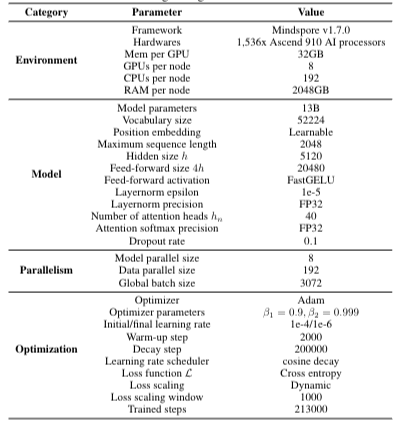 Category Parameter Value
Framework Mindspore v1.7.0
Hardwares 1,536x Ascend 910 AI processors
Mem per GPU 32GB
Environment GPUs per node 8
CPUs per node 192
RAM per node 2048GB
Model parameters 13B
Vocabulary size 52224
Position embedding Learnable
Maximum sequence length 2048
Hidden size h 5120
Feed-forward size 4h 20480
Model Feed-forward activation FastGELU
Layernorm epsilon 1e-5
Layernorm precision FP32
Number of attention heads hₙ 40
Attention softmax precision FP32
Dropout rate 0.1
Model parallel size 8
Parallelism Data parallel size 192
Global batch size 3072
Optimizer Adam
Optimizer parameters β₁ = 0.9, β₂ = 0.999
Initial/final learning rate 1e-4/1e-6
Warm-up step 2000
Decay step 200000
Optimization Learning rate scheduler cosine decay
Loss function ℒ Cross entropy
Loss scaling Dynamic
Loss scaling window 1000
Trained steps 213000